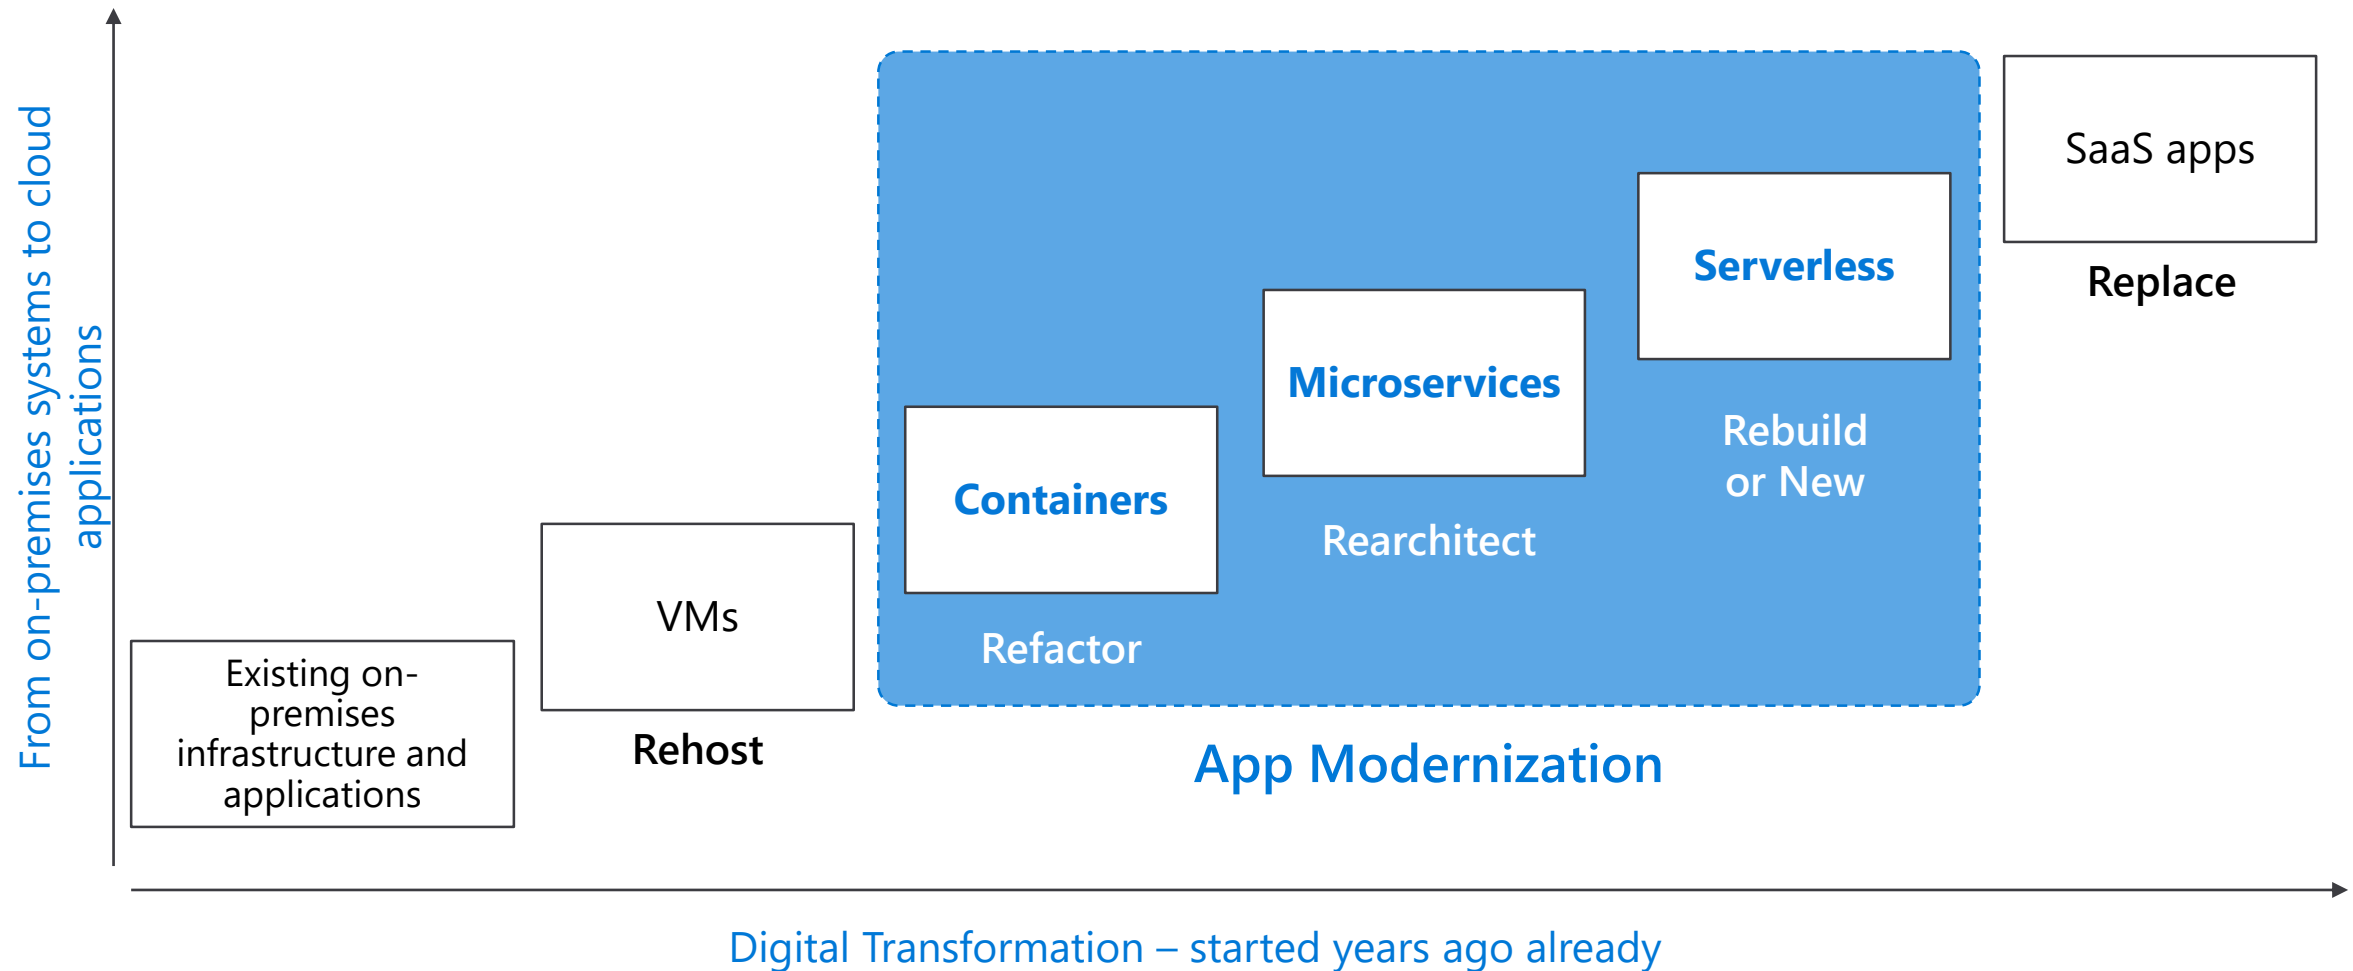 From on-premises systems to cloud
applications
Existing on-
premises
infrastructure and
applications
VMs
Rehost
Containers
Refactor
Microservices
Rearchitect
Serverless
Rebuild
or New
SaaS apps
Replace
App Modernization
Digital Transformation – started years ago already